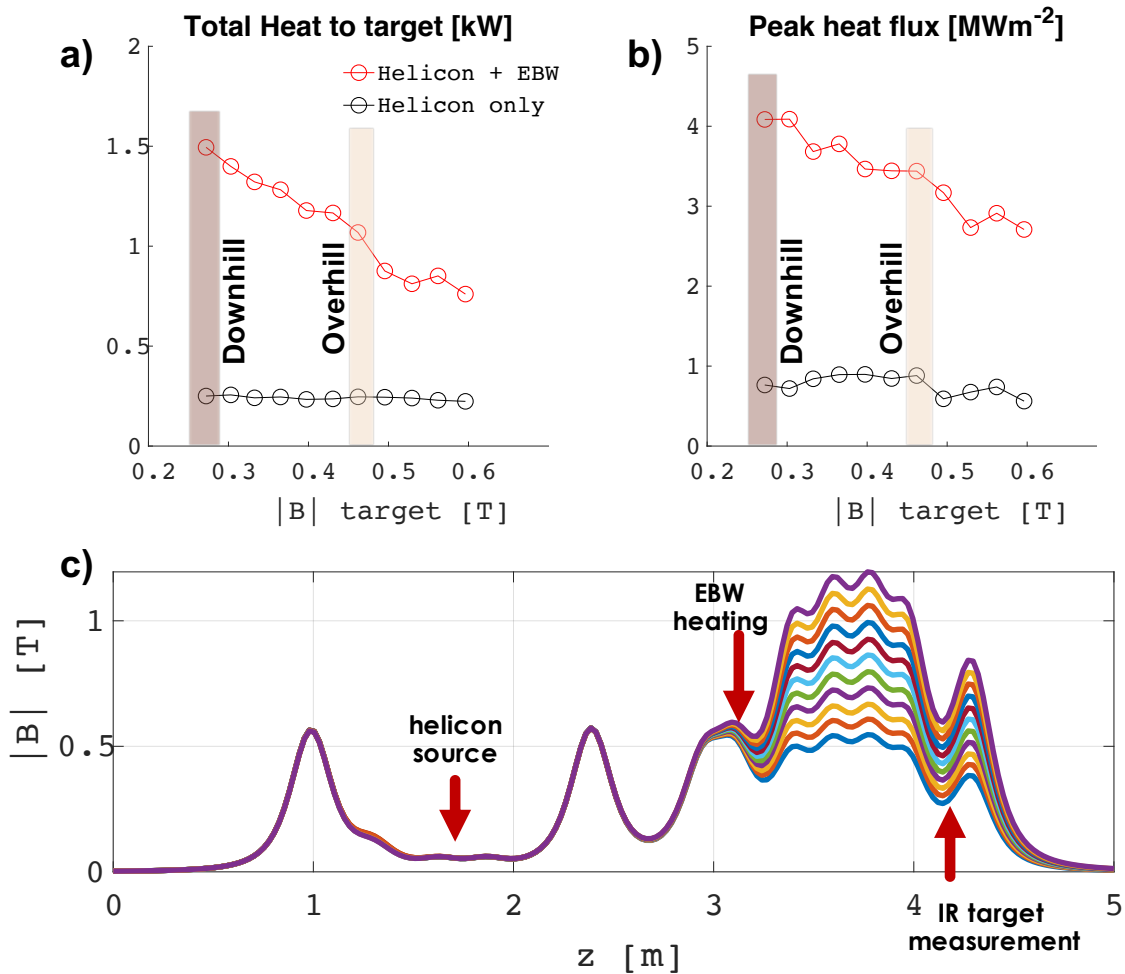 Total Heat to target [kW]
a)
2
1.5
1
0.5
0
Helicon + EBW
Helicon only
Downhill
Overhill
0.2 0.3 0.4 0.5 0.6
|B| target [T]
Peak heat flux [MWm-2]
b)
5
4
3
2
1
0
Downhill
Overhill
0.2 0.3 0.4 0.5 0.6
|B| target [T]
c)
|B| [T]
1
0.5
0
EBW
heating
helicon
source
0 1 2 3 4 5
IR target
measurement
z [m]